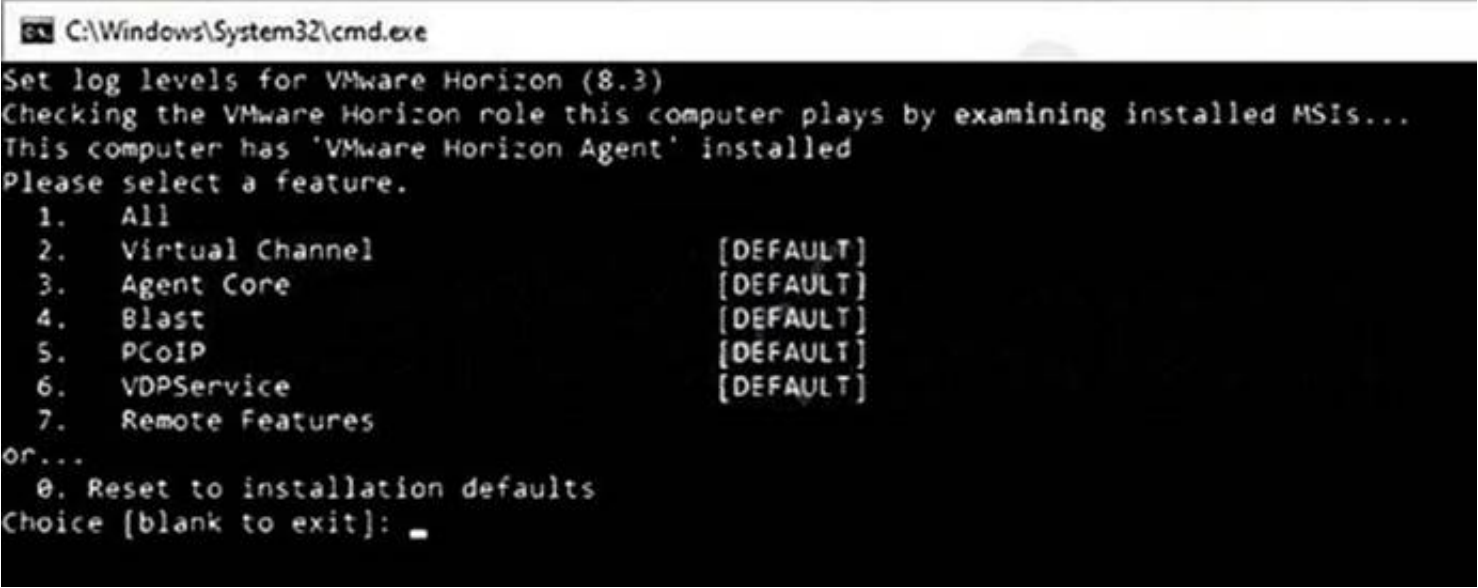 C:\Windows\System32\cmd.exe
Set log levels for VMware Horizon (8.3)
Checking the VMware Horizon role this computer plays by examining installed MSIs...
This computer has 'VMware Horizon Agent' installed
Please select a feature.
1. All
2. Virtual Channel [DEFAULT]
3. Agent Core [DEFAULT]
4. Blast [DEFAULT]
5. PCoIP [DEFAULT]
6. VDPService [DEFAULT]
7. Remote Features
or...
0. Reset to installation defaults
Choice [blank to exit]: